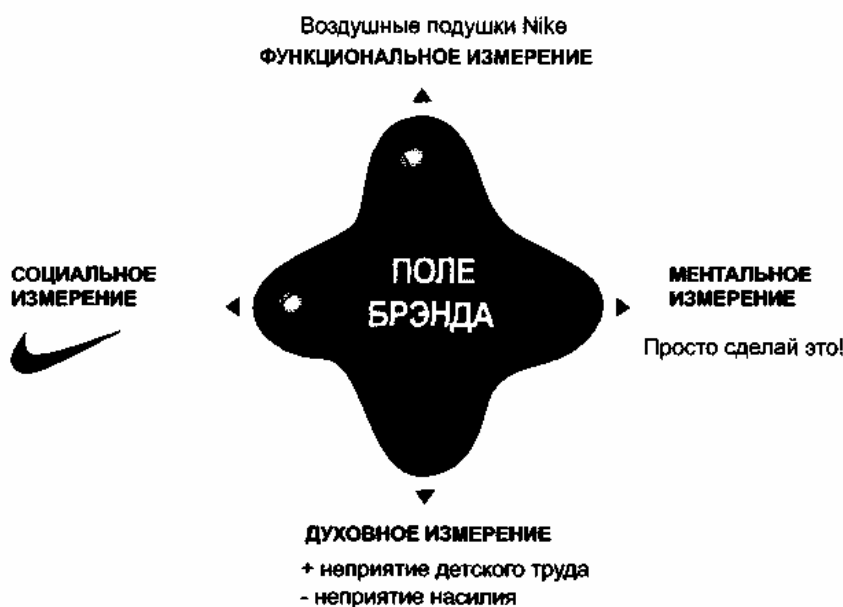 Воздушные подушки Nike
ФУНКЦИОНАЛЬНОЕ ИЗМЕРЕНИЕ
СОЦИАЛЬНОЕ
ИЗМЕРЕНИЕ
ПОЛЕ
БРЭНДА
МЕНТАЛЬНОЕ
ИЗМЕРЕНИЕ
Просто сделай это!
ДУХОВНОЕ ИЗМЕРЕНИЕ
+ неприятие детского труда
- неприятие насилия